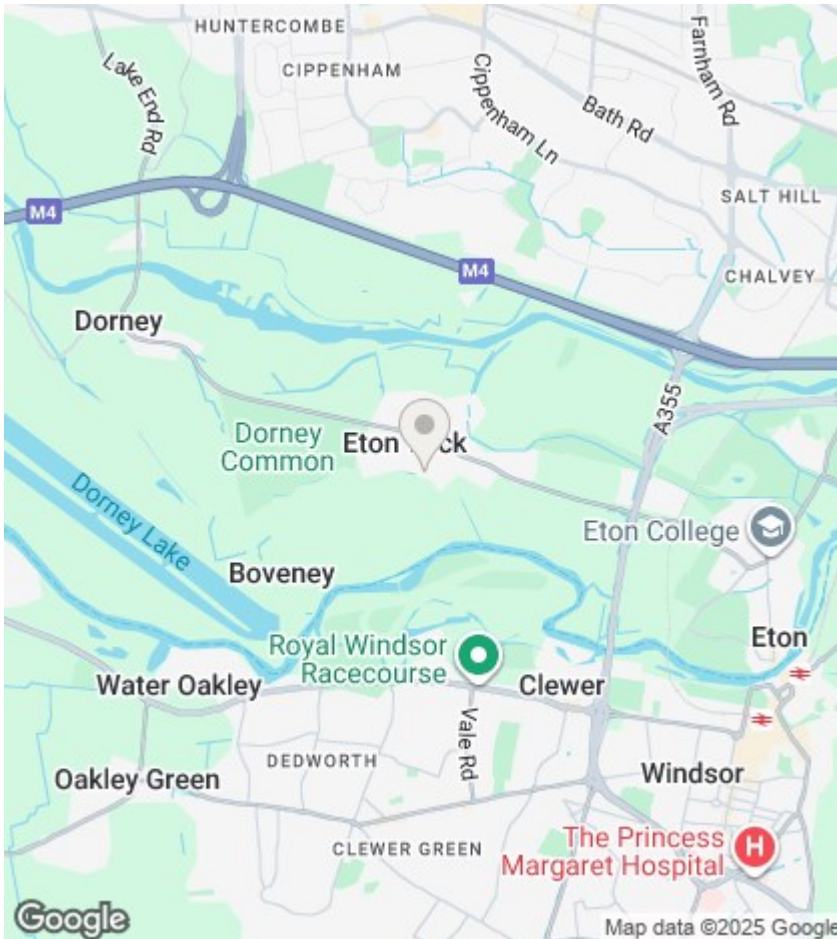 HUNTERCOMBE
CIPPENHAM
Lake End Rd
Cippenham Ln
Bath Rd
Farnham Rd
SALT HILL
M4
M4
CHALVEY
Dorney
A355
Dorney
Common
Eton
Dorney Lake
Eton College
Boveney
Royal Windsor
Racecourse
Eton
Water Oakley
Clewer
Vale Rd
DEDWORTH
Oakley Green
Windsor
CLEWER GREEN
The Princess
Margaret Hospital
H
Google
Map data ©2025 Google